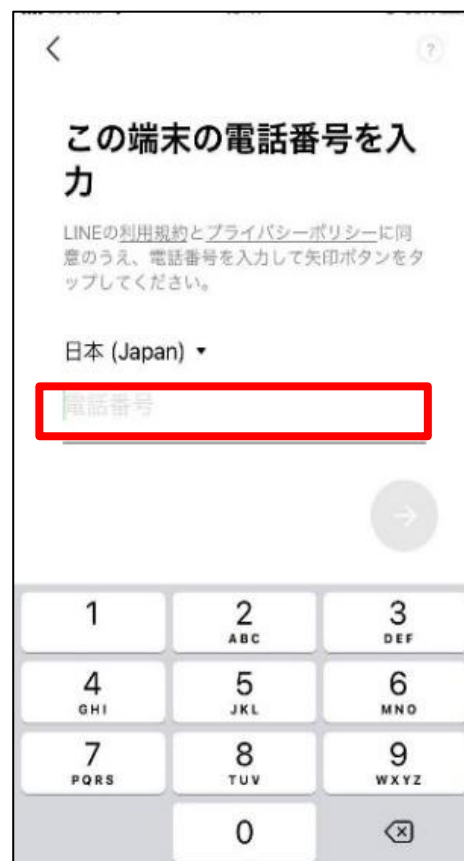 この端末の電話番号を入
力
LINEの利用規約とプライバシーポリシーに同
意のうえ、電話番号を入力して矢印ボタンをタ
ップしてください。
日本 (Japan) ▼
電話番号
1 2 3
ABC DEF
4 5 6
GHI JKL MNO
7 8 9
PQRS TUV WXYZ
0